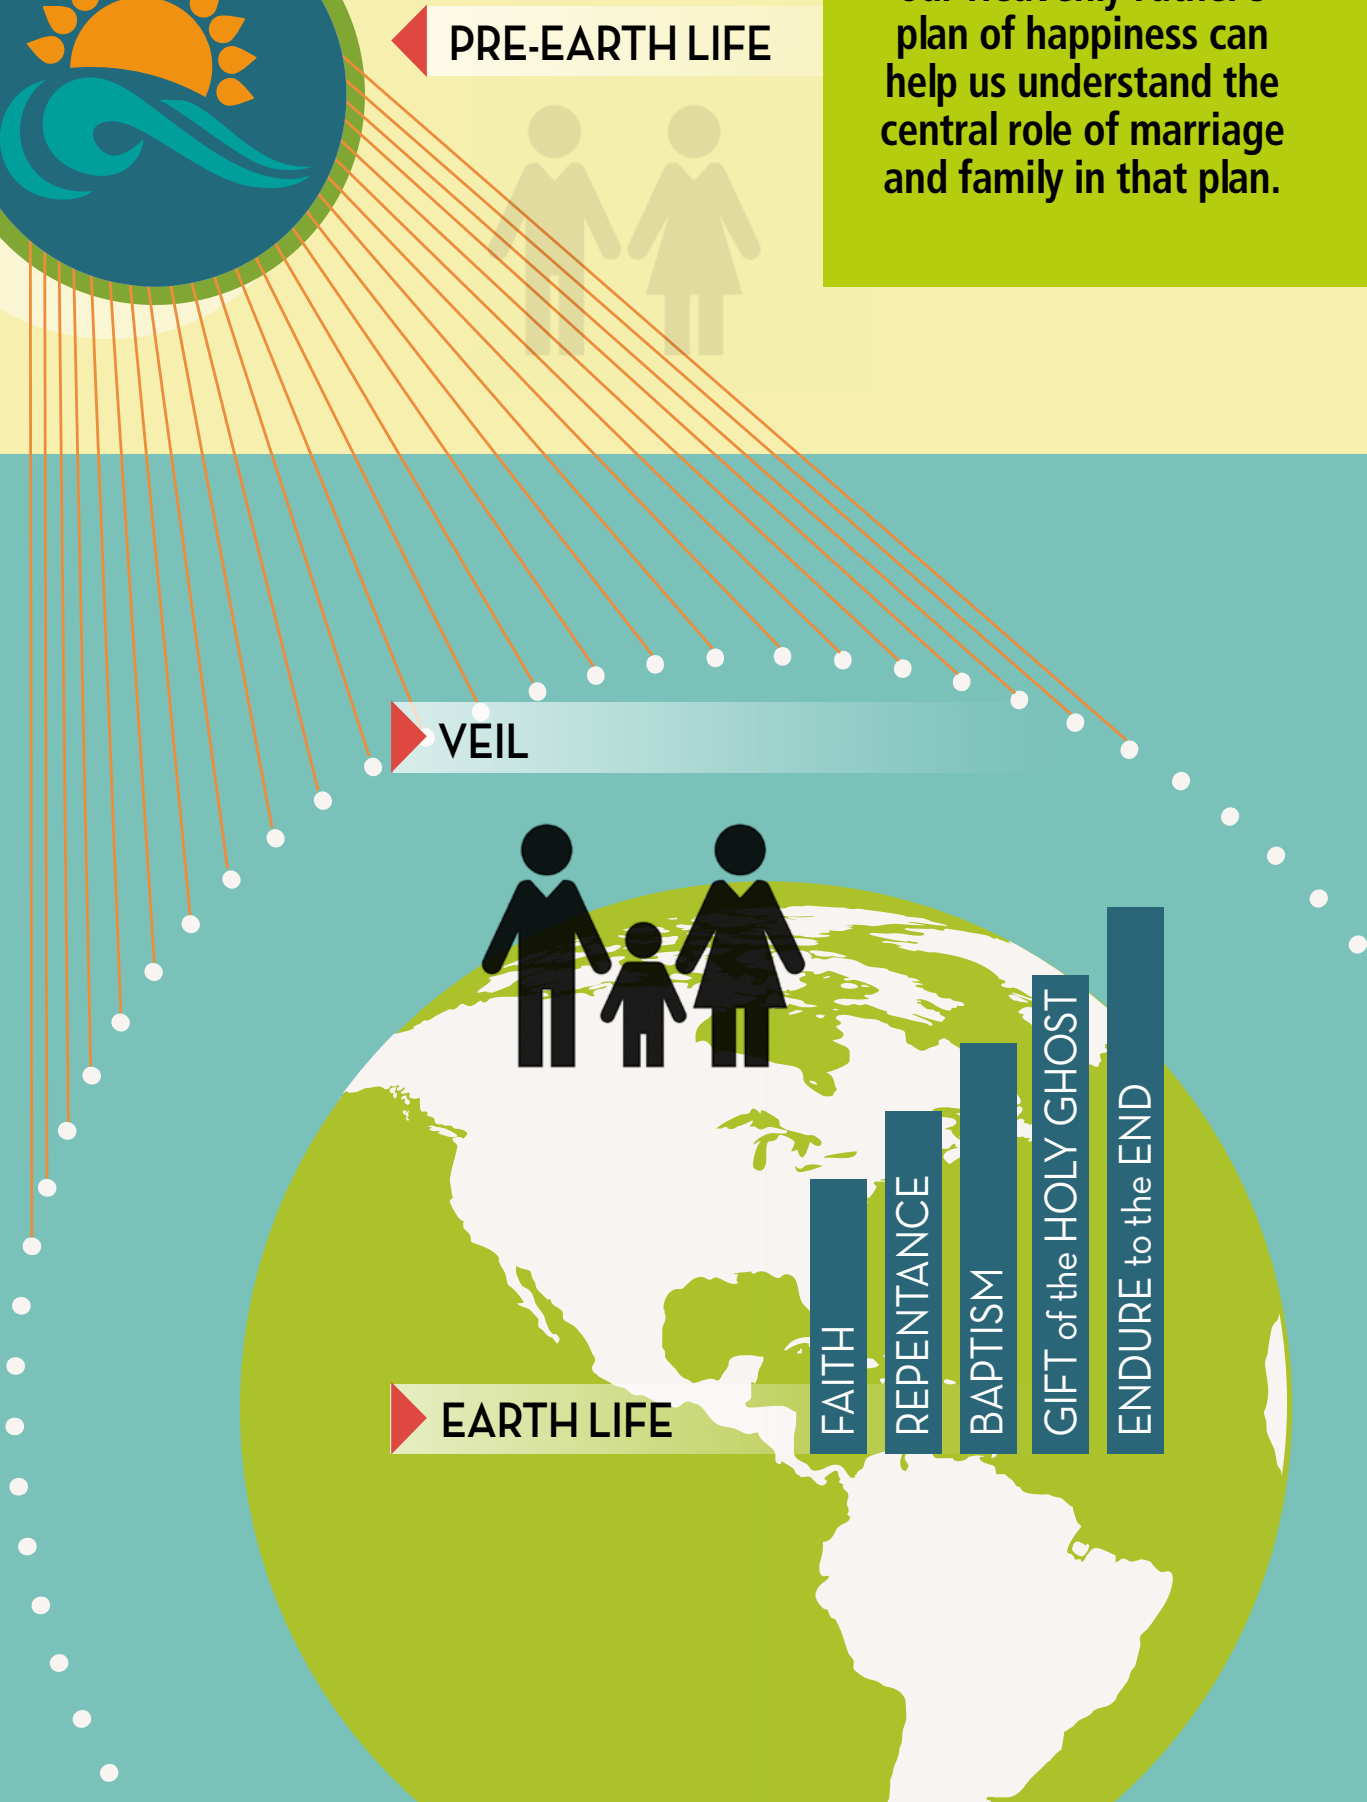 PRE-EARTH LIFE
plan of happiness can
help us understand the
central role of marriage
and family in that plan.
VEIL
EARTH LIFE
FAITH
REPENTANCE
BAPTISM
GIFT of the HOLY GHOST
ENDURE to the END